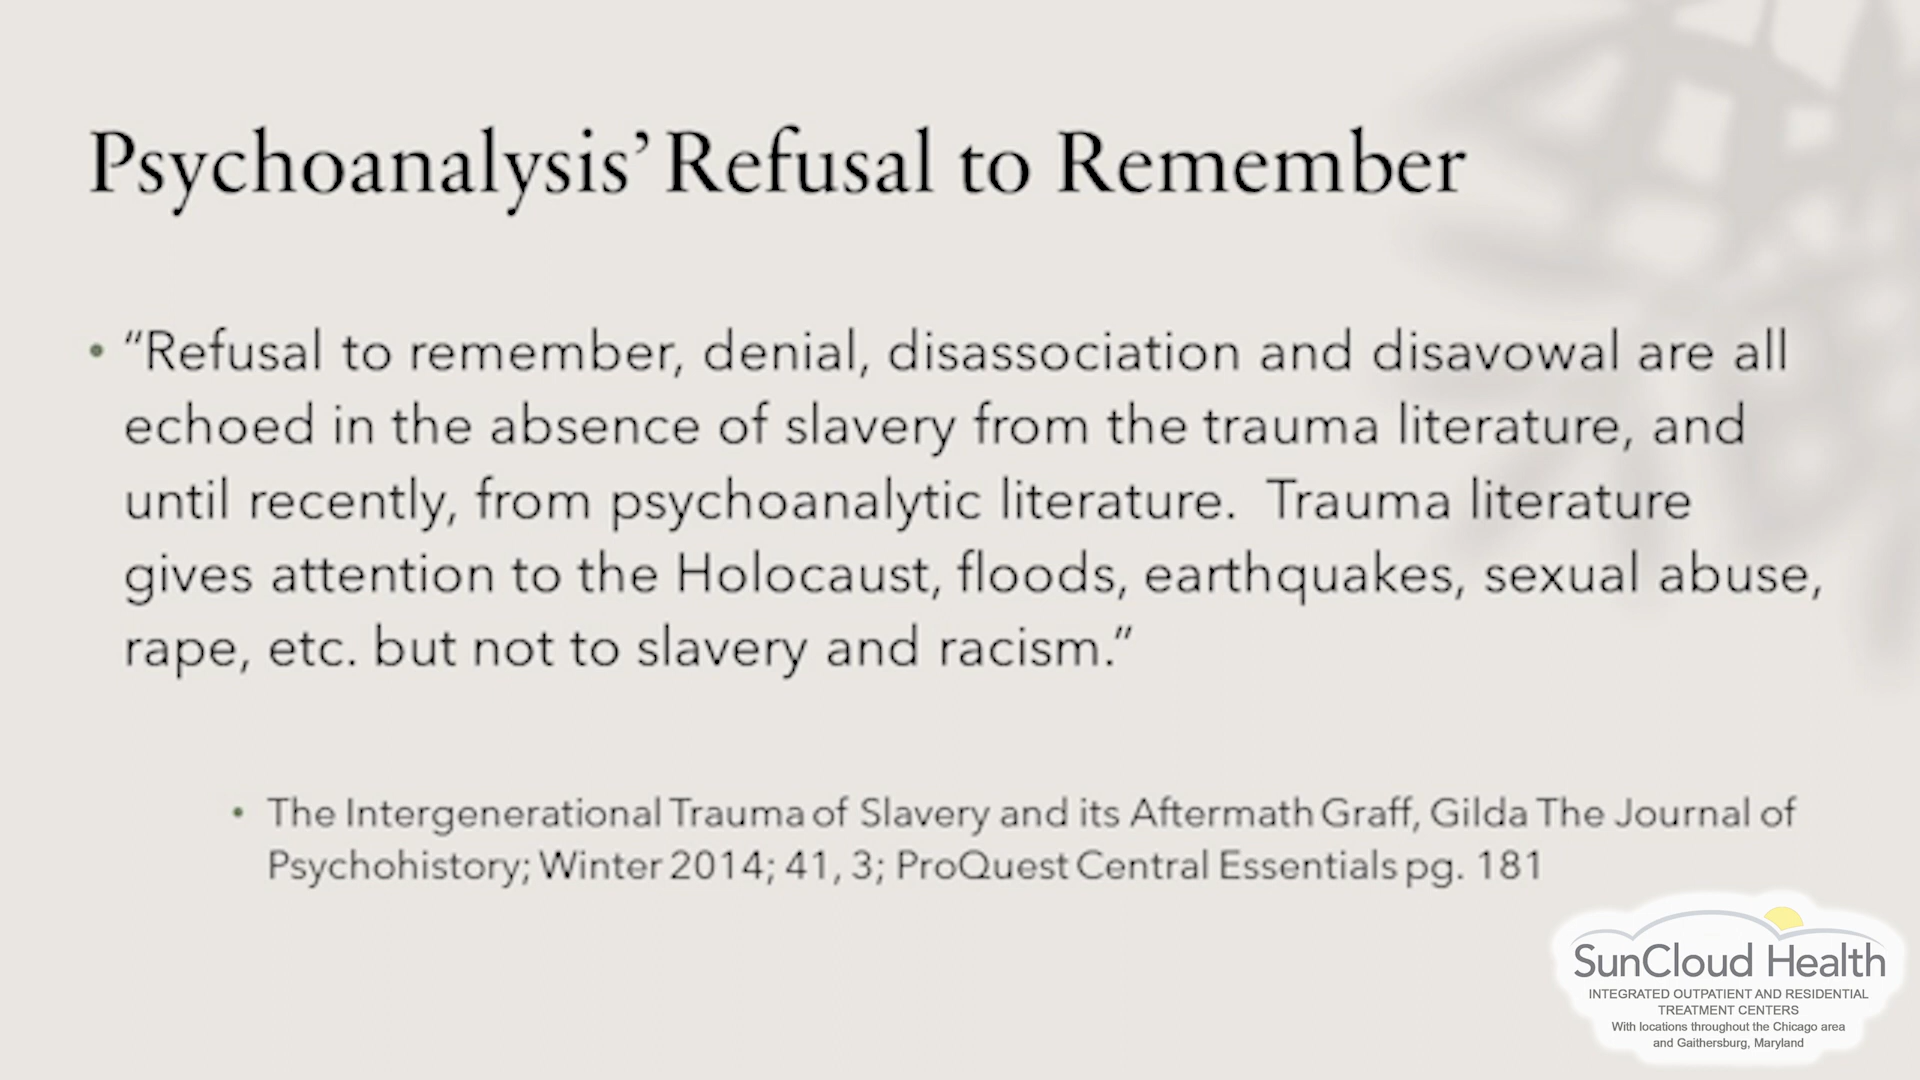 Psychoanalysis’ Refusal to Remember
• “Refusal to remember, denial, disassociation and disavowal are all
echoed in the absence of slavery from the trauma literature, and
until recently, from psychoanalytic literature.  Trauma literature
gives attention to the Holocaust, floods, earthquakes, sexual abuse,
rape, etc. but not to slavery and racism.”
• The Intergenerational Trauma of Slavery and its Aftermath Graff, Gilda The Journal of
Psychohistory; Winter 2014; 41, 3; ProQuest Central Essentials pg. 181
SunCloud Health
INTEGRATED OUTPATIENT AND RESIDENTIAL
TREATMENT CENTERS
With locations throughout the Chicago area
and Gaithersburg, Maryland